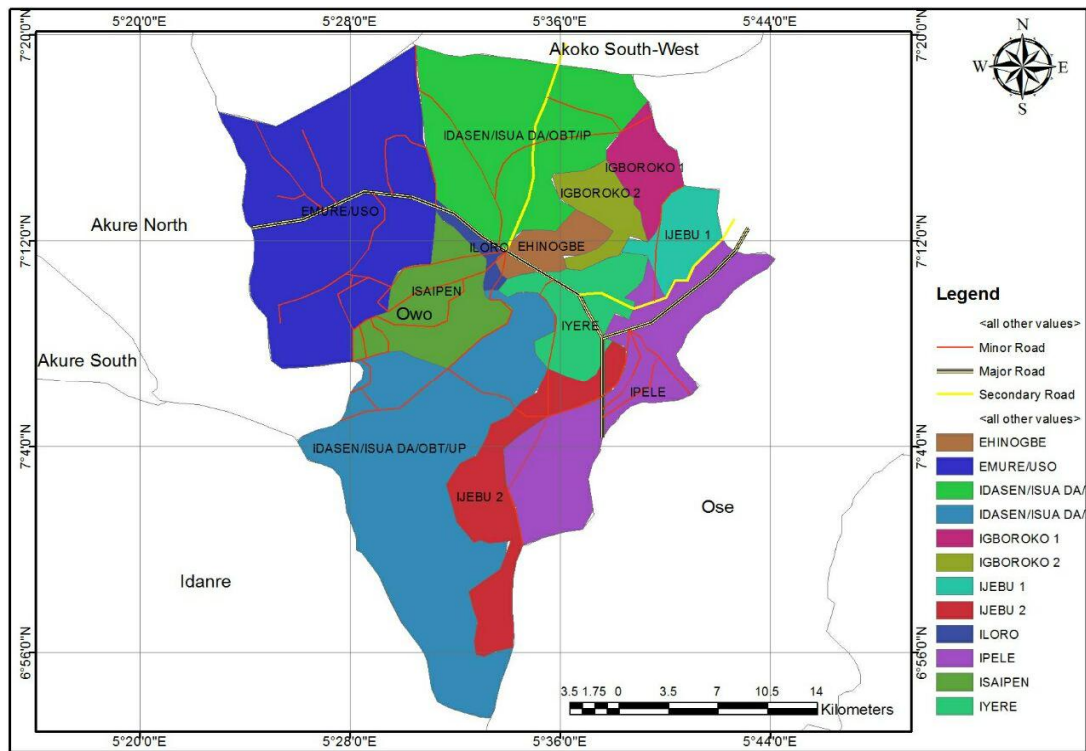 5°20'0"E
5°28'0"E
5°36'0"E
5°44'0"E
7°20'0"N
7°20'0"N
Akoko South-West
N
W
E
S
IDASEN/ISUA DA/OBT/IP
IGBOROKO 1
IGBOROKO 2
EMURE/USO
Akure North
7°12'0"N
7°12'0"N
ILORO
EHINOGBE
IJEBU 1
ISAIPEN
Owo
IYERE
Akure South
IPELE
7°4'0"N
7°4'0"N
IDASEN/ISUA DA/OBT/UP
IJEBU 2
Ose
Idanre
6°56'0"N
6°56'0"N
3.5 1.75 0 3.5 7 10.5 14
Kilometers
5°20'0"E
5°28'0"E
5°36'0"E
5°44'0"E
Legend
<all other values>
Minor Road
Major Road
Secondary Road
<all other values>
EHINOGBE
EMURE/USO
IDASEN/ISUA DA/
IDASEN/ISUA DA/
IGBOROKO 1
IGBOROKO 2
IJEBU 1
IJEBU 2
ILORO
IPELE
ISAIPEN
IYERE